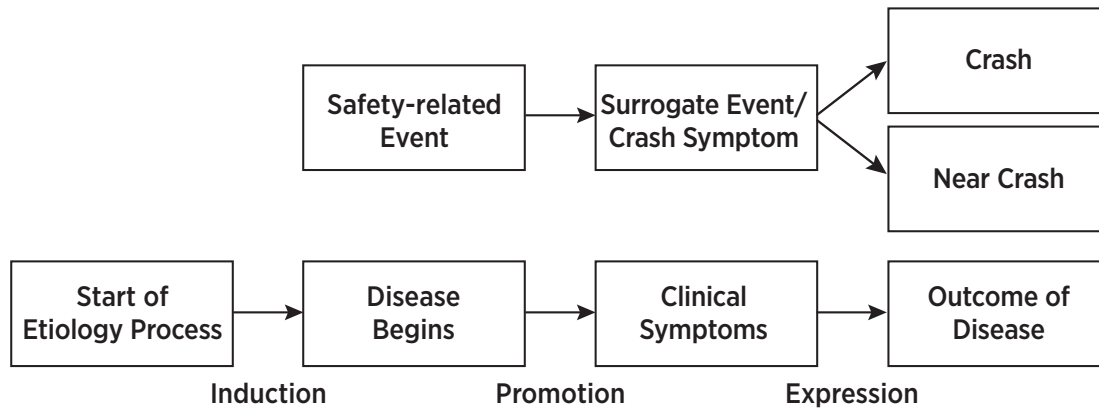 Crash
Safety-related
Event
Surrogate Event/
Crash Symptom
Near Crash
Start of
Etiology Process
Disease
Begins
Clinical
Symptoms
Outcome of
Disease
Induction
Promotion
Expression